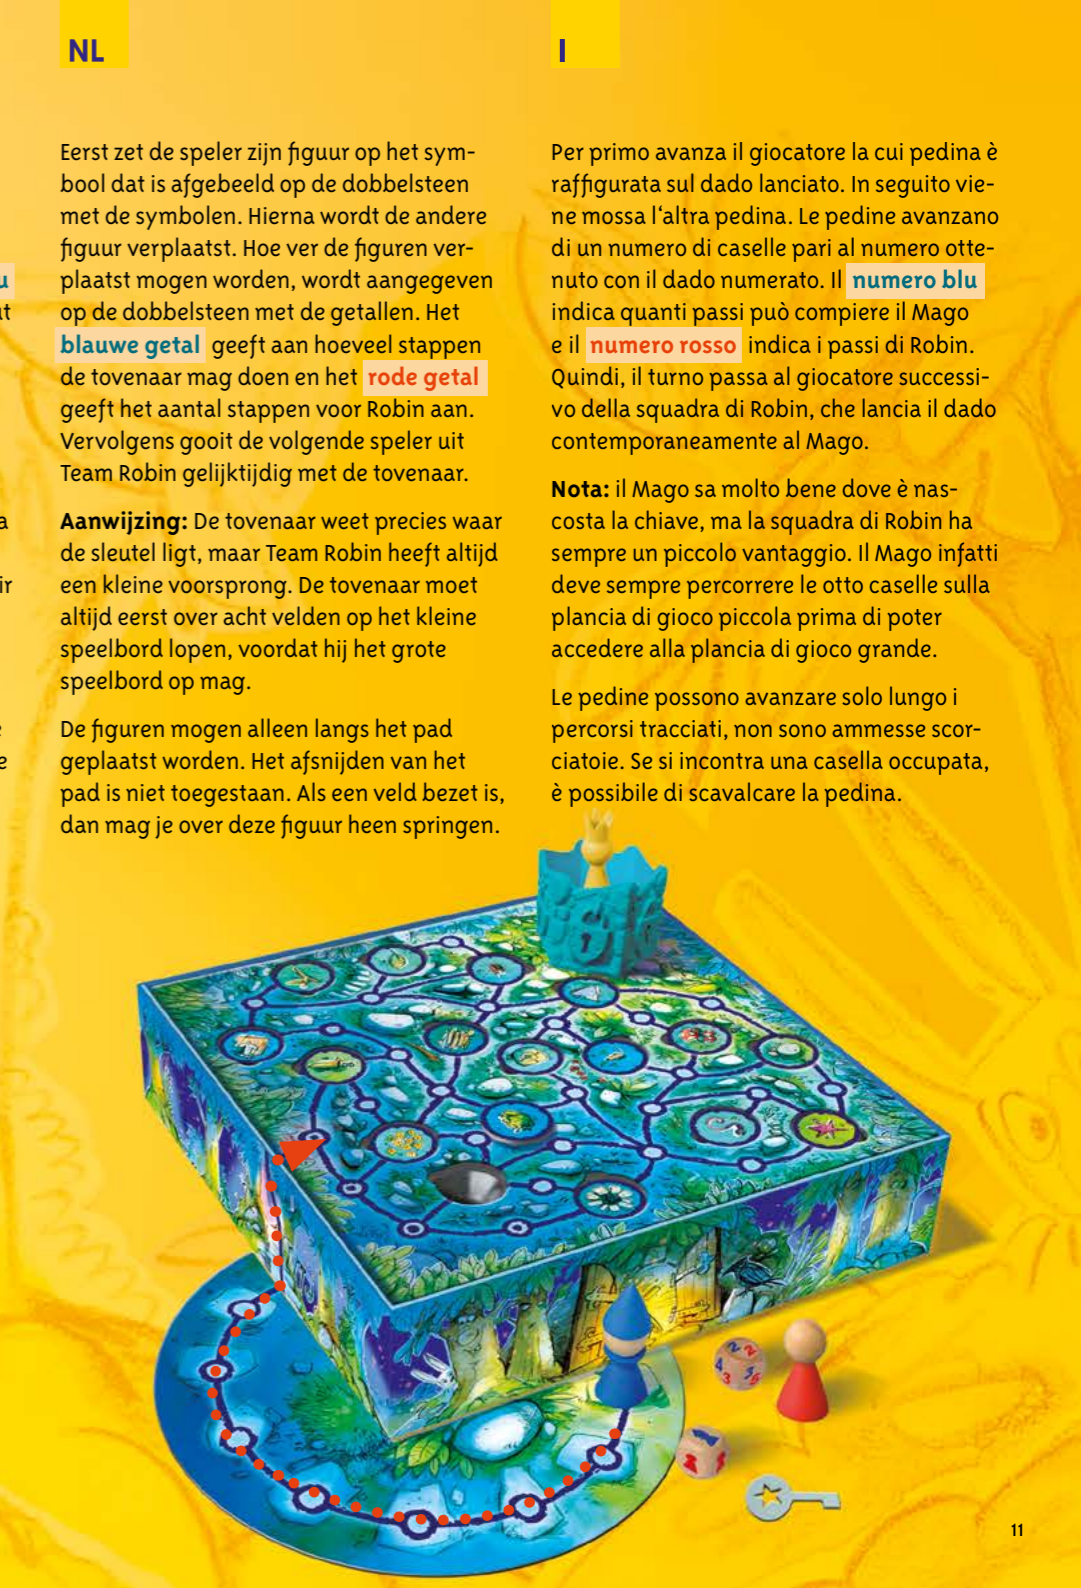 NL
Eerst zet de speler zijn figuur op het sym-
bool dat is afgebeeld op de dobbelsteen
met de symbolen. Hierna wordt de andere
figuur verplaatst. Hoe ver de figuren ver-
plaatst mogen worden, wordt aangegeven
op de dobbelsteen met de getallen. Het
blauwe getal geeft aan hoeveel stappen
de tovenaar mag doen en het rode getal
geeft het aantal stappen voor Robin aan.
Vervolgens gooit de volgende speler uit
Team Robin gelijktijdig met de tovenaar.
Aanwijzing: De tovenaar weet precies waar
de sleutel ligt, maar Team Robin heeft altijd
een kleine voorsprong. De tovenaar moet
altijd eerst over acht velden op het kleine
speelbord lopen, voordat hij het grote
speelbord op mag.
De figuren mogen alleen langs het pad
geplaatst worden. Het afsnijden van het
pad is niet toegestaan. Als een veld bezet is,
dan mag je over deze figuur heen springen.
I
Per primo avanza il giocatore la cui pedina è
raffigurata sul dado lanciato. In seguito vie-
ne mossa l‘altra pedina. Le pedine avanzano
di un numero di caselle pari al numero otte-
nuto con il dado numerato. Il numero blu
indica quanti passi può compiere il Mago
e il numero rosso indica i passi di Robin.
Quindi, il turno passa al giocatore successi-
vo della squadra di Robin, che lancia il dado
contemporaneamente al Mago.
Nota: il Mago sa molto bene dove è nas-
costa la chiave, ma la squadra di Robin ha
sempre un piccolo vantaggio. Il Mago infatti
deve sempre percorrere le otto caselle sulla
plancia di gioco piccola prima di poter
accedere alla plancia di gioco grande.
Le pedine possono avanzare solo lungo i
percorsi tracciati, non sono ammesse scor-
ciatoie. Se si incontra una casella occupata,
è possibile di scavalcare la pedina.
2 2
4 3 5 6
11